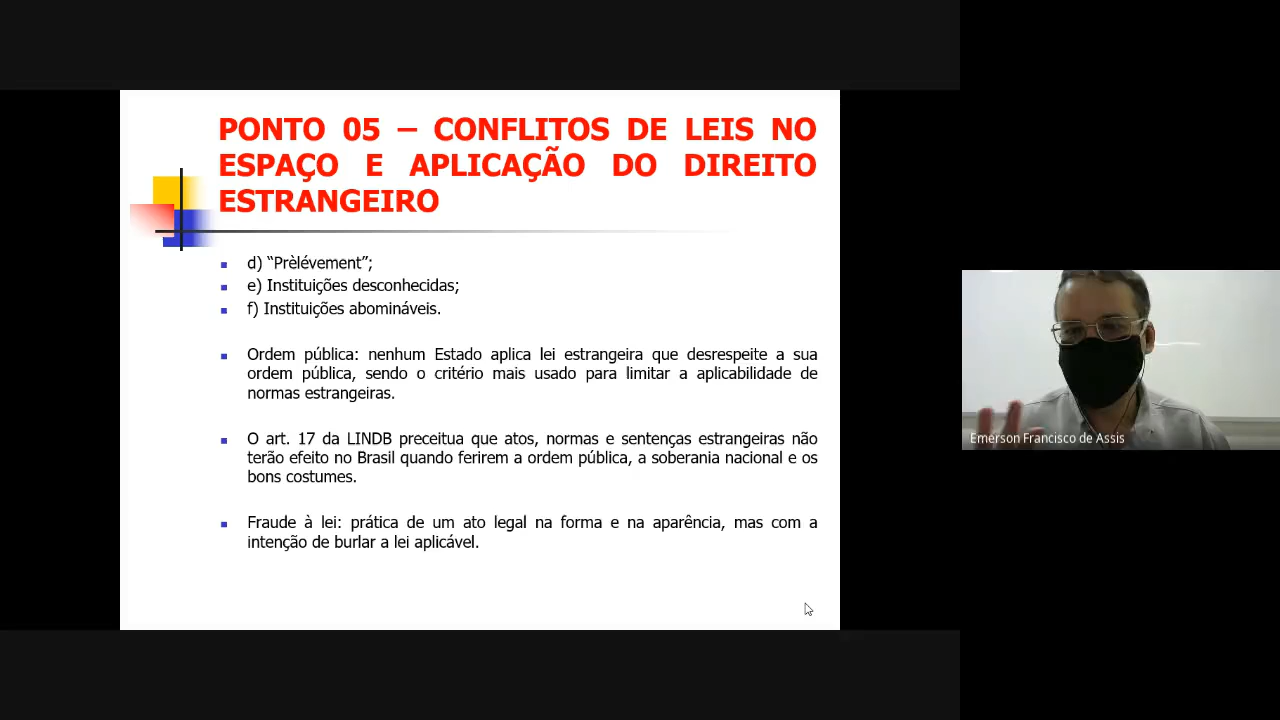 PONTO 05 – CONFLITOS DE LEIS NO
ESPAÇO E APLICAÇÃO DO DIREITO
ESTRANGEIRO
d) “Prèlévement”;
e) Instituições desconhecidas;
f) Instituições abomináveis.
Ordem pública: nenhum Estado aplica lei estrangeira que desrespeite a sua
ordem pública, sendo o critério mais usado para limitar a aplicabilidade de
normas estrangeiras.
O art. 17 da LINDB preceitua que atos, normas e sentenças estrangeiras não
terão efeito no Brasil quando ferirem a ordem pública, a soberania nacional e os
bons costumes.
Fraude à lei: prática de um ato legal na forma e na aparência, mas com a
intenção de burlar a lei aplicável.
Emerson Francisco de Assis